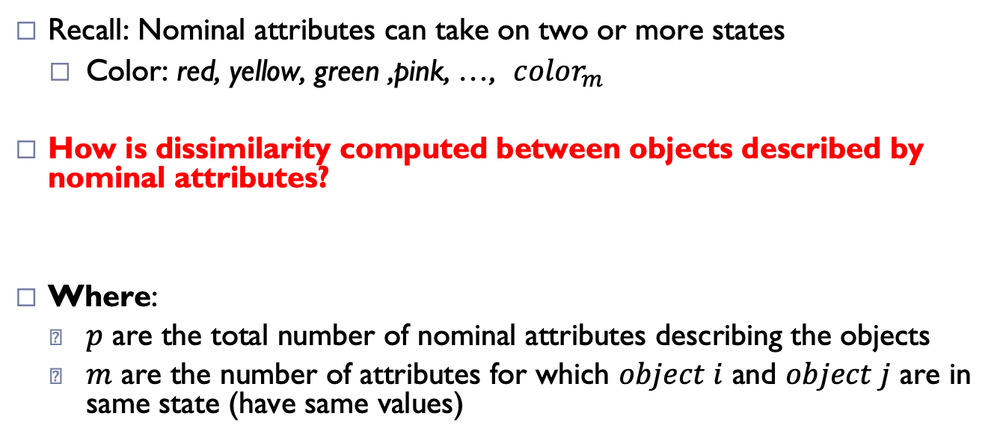 Recall: Nominal attributes can take on two or more states
Color: red, yellow, green ,pink, …, colorₘ
How is dissimilarity computed between objects described by
nominal attributes?
Where:
p are the total number of nominal attributes describing the objects
m are the number of attributes for which object i and object j are in
same state (have same values)